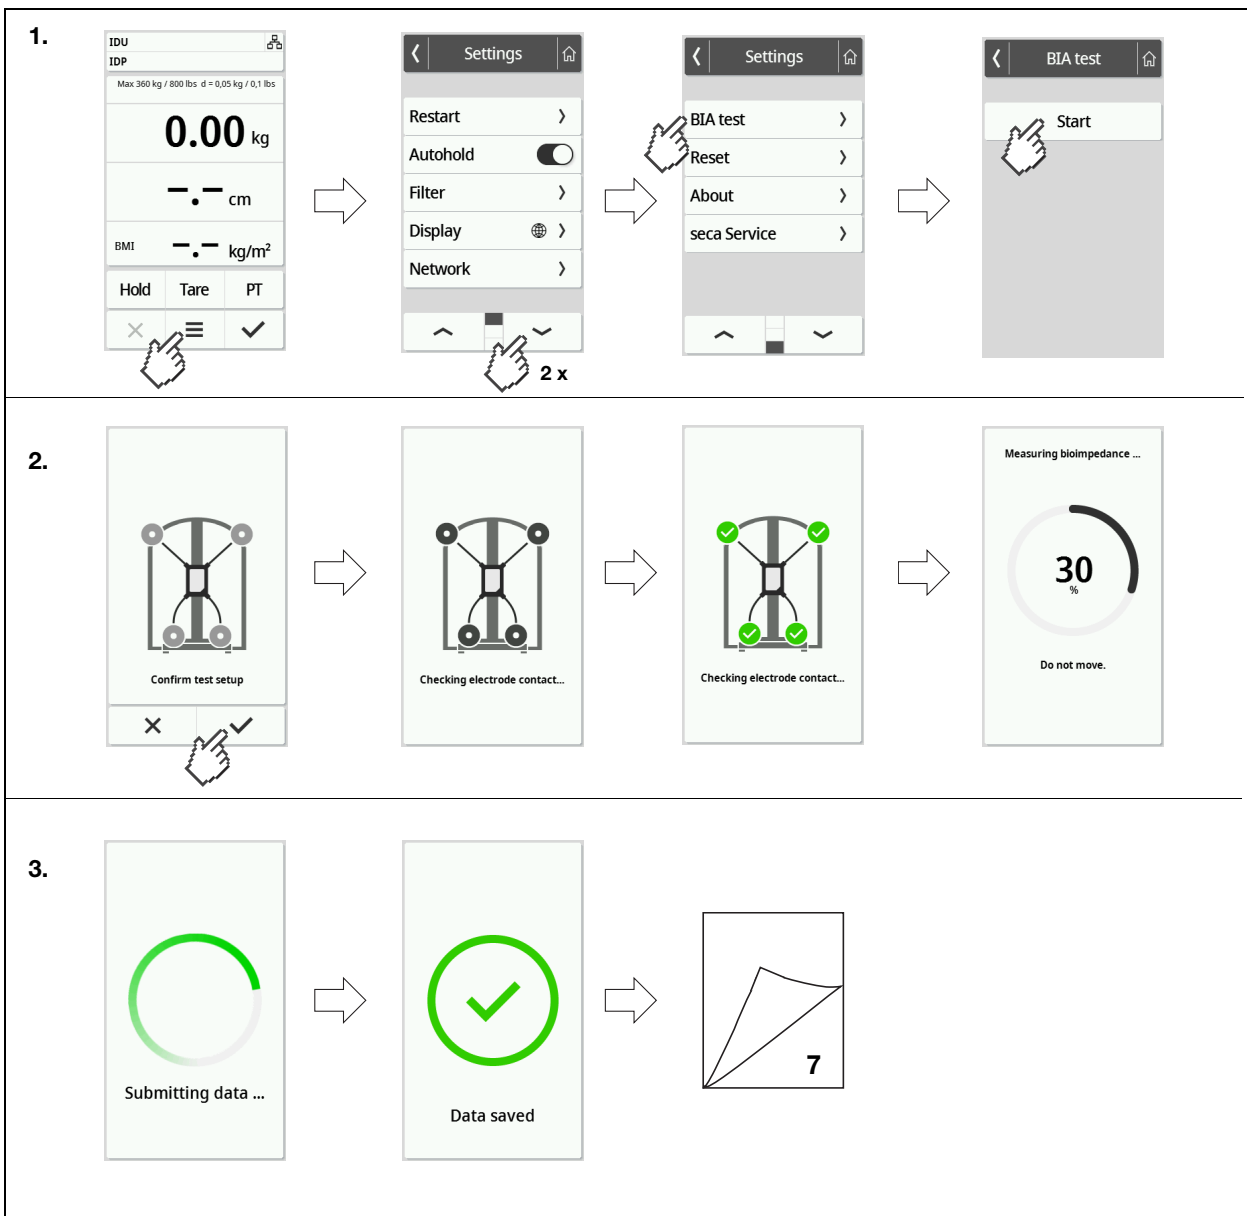 1.
IDU
IDP
Max 360 kg / 800 lbs d = 0,05 kg / 0,1 lbs
0.00 kg
-.- cm
BMI -.- kg/m²
Hold Tare PT
Settings
Restart
Autohold
Filter
Display
Network
2 x
Settings
BIA test
Reset
About
seca Service
BIA test
Start
2.
Confirm test setup
Checking electrode contact...
Checking electrode contact...
Measuring bioimpedance ...
30
%
Do not move.
3.
Submitting data ...
Data saved
7